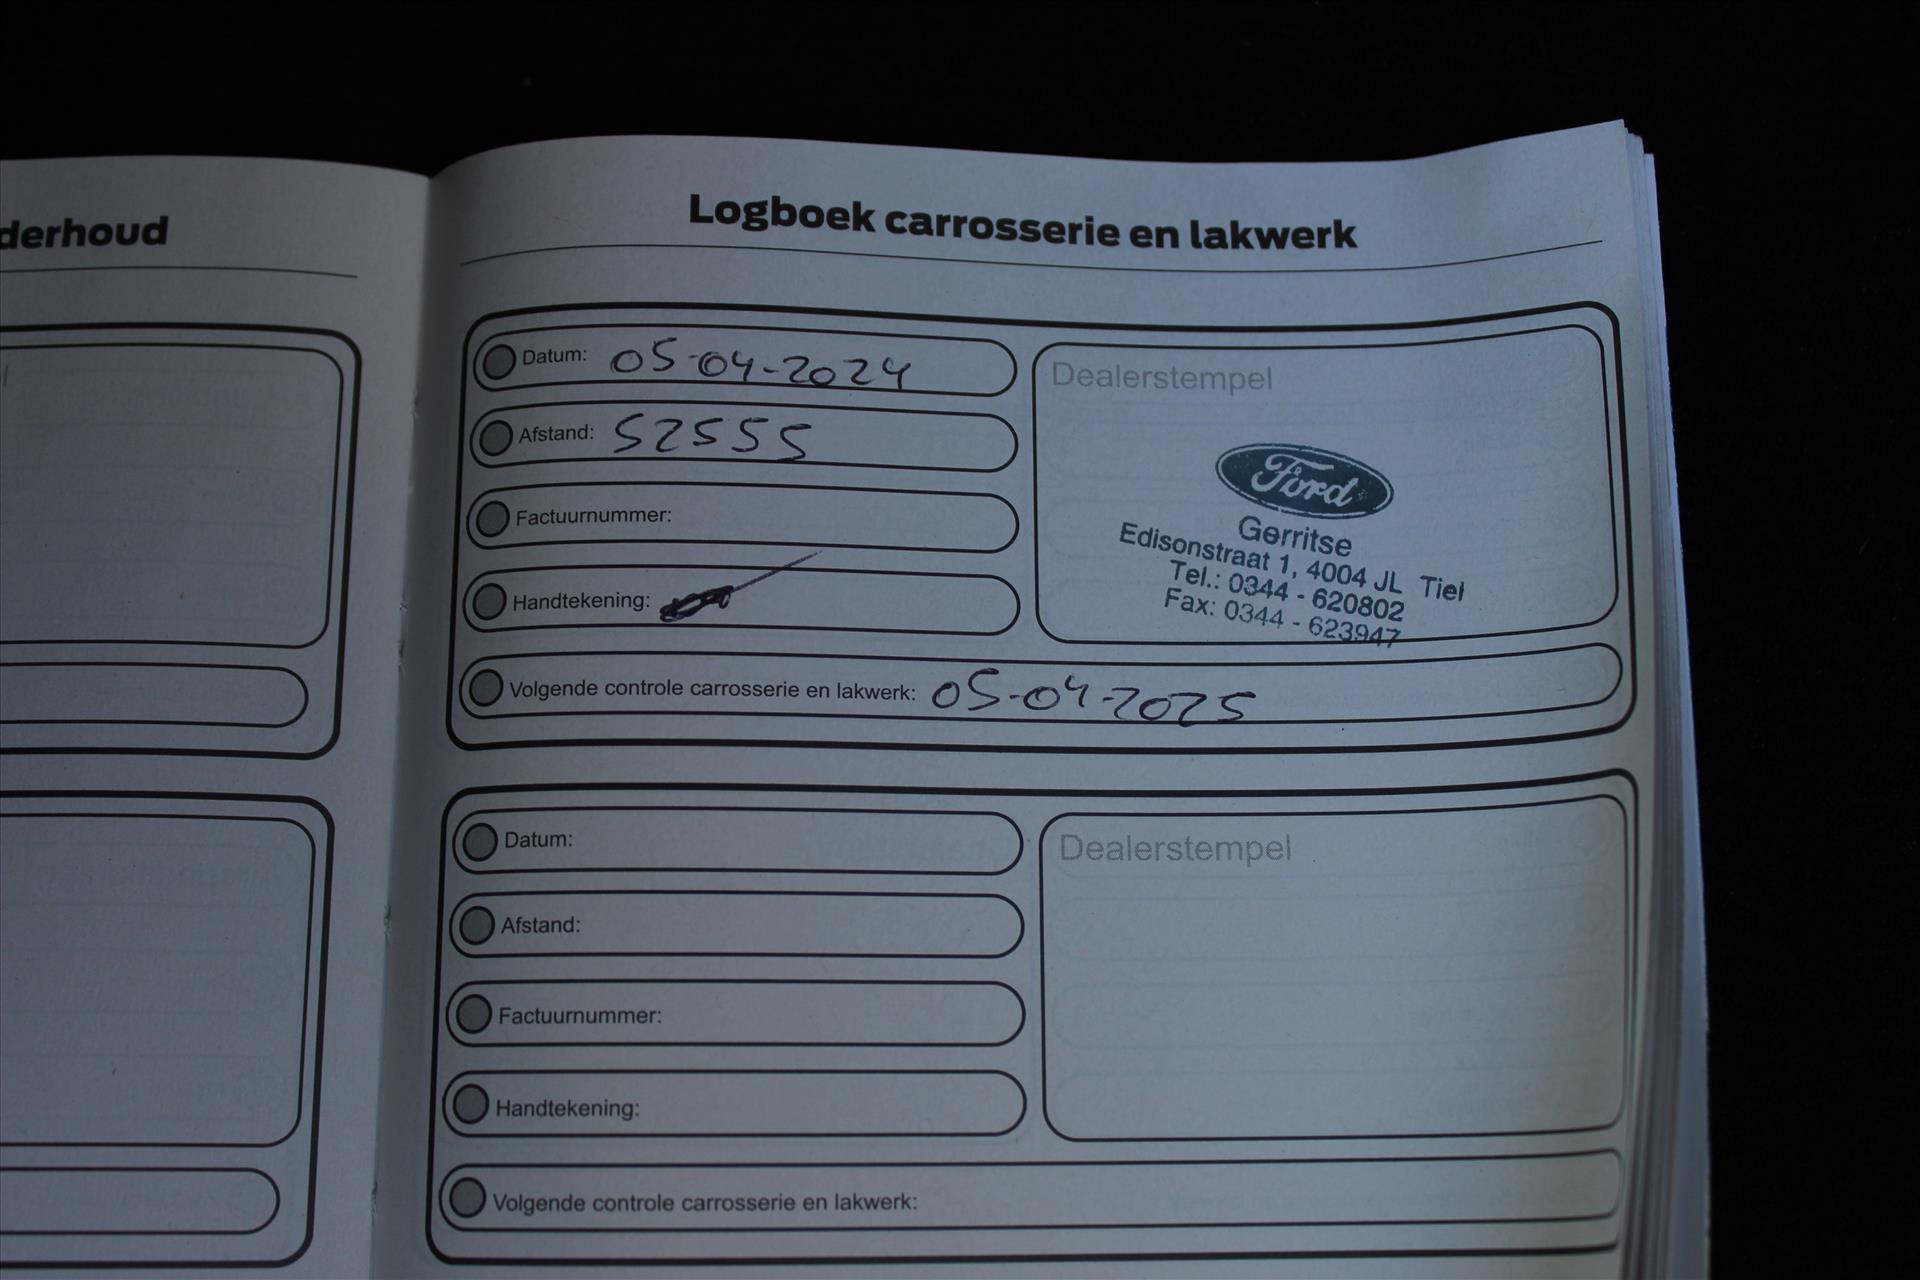 derhoud
Logboek carrosserie en lakwerk
Datum: 05-04-2024
Afstand: 52555
Factuurnummer:
Handtekening:
Volgende controle carrosserie en lakwerk: 05-04-2025
Dealerstempel
Ford
Gerritse
Edisonstraat 1, 4004 JL Tiel
Tel.: 0344 - 620802
Fax: 0344 - 623947
Datum:
Afstand:
Factuurnummer:
Handtekening:
Volgende controle carrosserie en lakwerk:
Dealerstempel